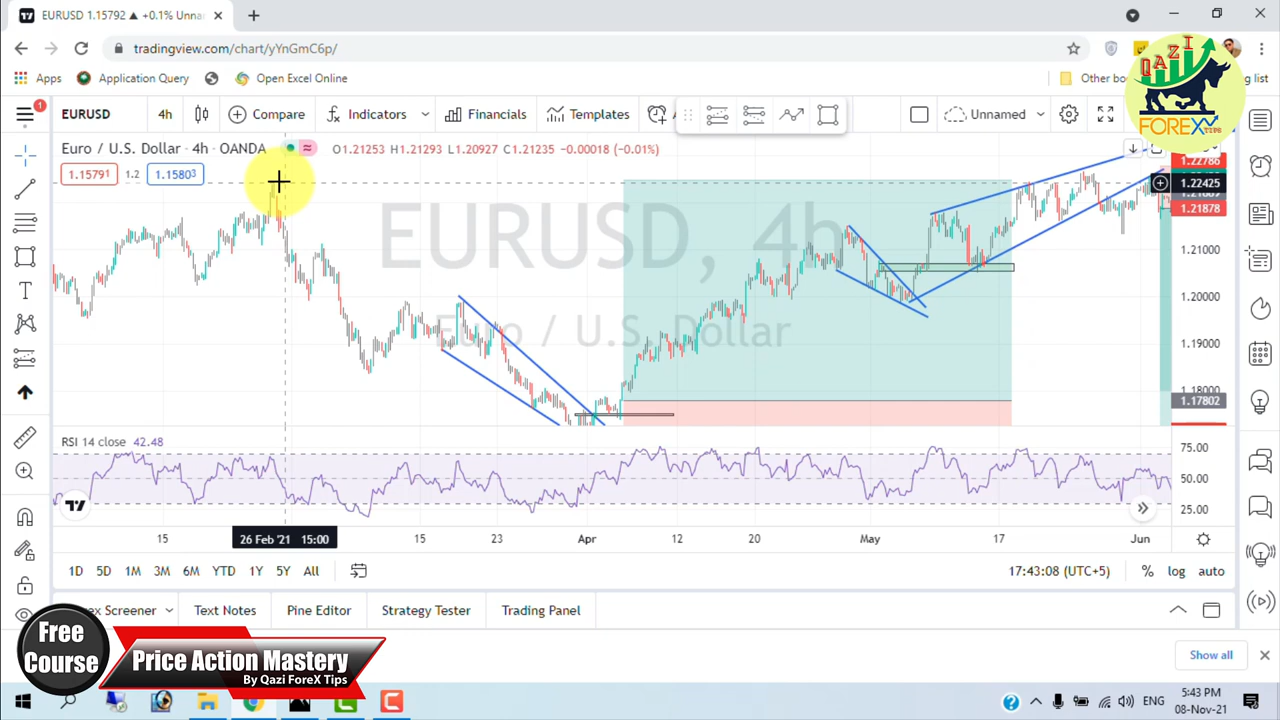 EURUSD 1.15792 ▲ +0.1% Unna
tradingview.com/chart/yYnGmC6p/
Apps Application Query Open Excel Online Other bo g list
QAZI
FOREX
TIPS
1 EURUSD 4h Compare Indicators Financials Templates A Unnamed
Euro / U.S. Dollar · 4h · OANDA O1.21253 H1.21293 L1.20927 C1.21235 −0.00018 (−0.01%)
1.15791 1.2 1.15803
1.22786
1.22425
1.21878
EURUSD, 4h
Euro / U.S. Dollar
1.21000
1.20000
1.19000
1.18000
1.17802
RSI 14 close 42.48
75.00
50.00
25.00
15 26 Feb '21 15:00 15 23 Apr 12 20 May 17 Jun
1D 5D 1M 3M 6M YTD 1Y 5Y All 17:43:08 (UTC+5) % log auto
ex Screener Text Notes Pine Editor Strategy Tester Trading Panel
Free
Course
Price Action Mastery
By Qazi ForeX Tips
Show all
ENG
5:43 PM
08-Nov-21